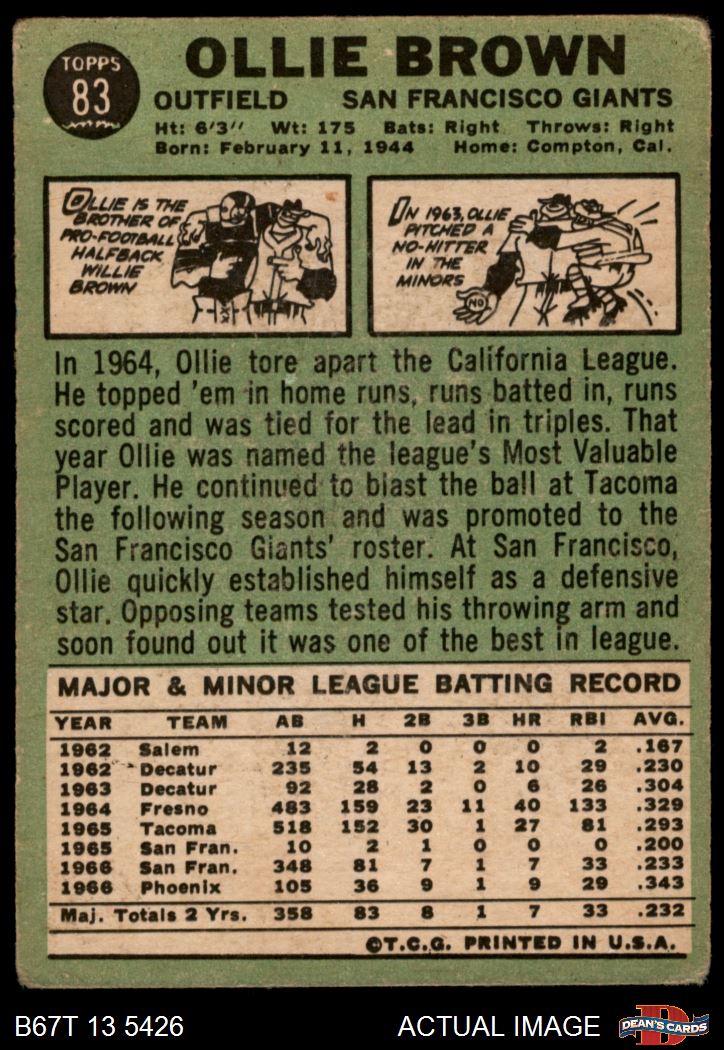 TOPPS
83
OLLIE BROWN
OUTFIELD SAN FRANCISCO GIANTS
Ht: 6'3" Wt: 175 Bats: Right Throws: Right
Born: February 11, 1944 Home: Compton, Cal.
OLLIE IS THE
BROTHER OF
PRO-FOOTBALL
HALFBACK
WILLIE
BROWN
IN 1963, OLLIE
PITCHED A
NO-HITTER
IN THE
MINORS
NO
In 1964, Ollie tore apart the California League.
He topped 'em in home runs, runs batted in, runs
scored and was tied for the lead in triples. That
year Ollie was named the league's Most Valuable
Player. He continued to blast the ball at Tacoma
the following season and was promoted to the
San Francisco Giants' roster. At San Francisco,
Ollie quickly established himself as a defensive
star. Opposing teams tested his throwing arm and
soon found out it was one of the best in league.
MAJOR & MINOR LEAGUE BATTING RECORD
YEAR TEAM AB H 2B 3B HR RBI AVG.
1962 Salem 12 2 0 0 0 2 .167
1962 Decatur 235 54 13 2 10 29 .230
1963 Decatur 92 28 2 0 6 26 .304
1964 Fresno 483 159 23 11 40 133 .329
1965 Tacoma 518 152 30 1 27 81 .293
1965 San Fran. 10 2 1 0 0 0 .200
1966 San Fran. 348 81 7 1 7 33 .233
1966 Phoenix 105 36 9 1 9 29 .343
Maj. Totals 2 Yrs. 358 83 8 1 7 33 .232
©T.C.G. PRINTED IN U.S.A.
B67T 13 5426 ACTUAL IMAGE
D
DEAN'S CARDS